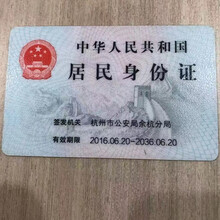 中华人民共和国
居民身份证
签发机关 杭州市公安局余杭分局
有效期限 2016.06.20-2036.06.20